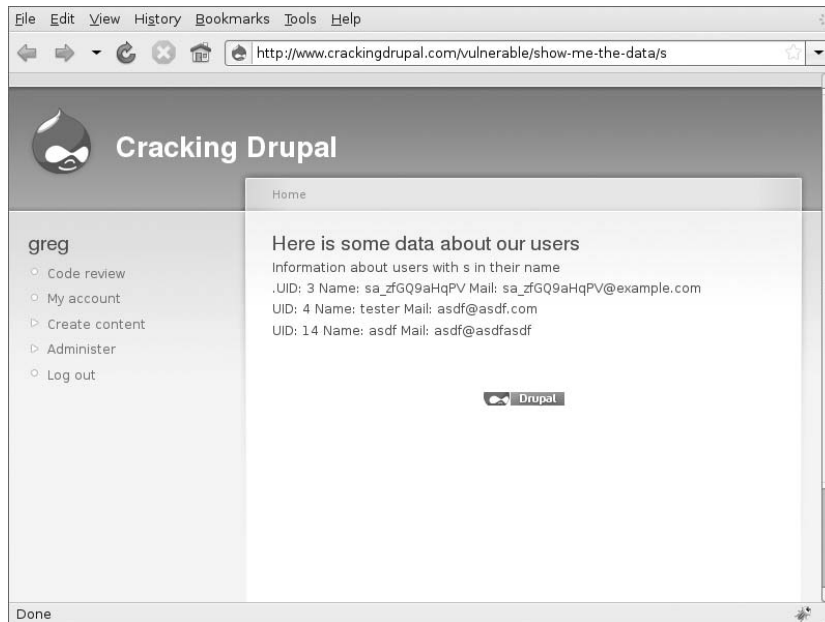 File Edit View History Bookmarks Tools Help
http://www.crackingdrupal.com/vulnerable/show-me-the-data/s
Cracking Drupal
Home
greg
Code review
My account
Create content
Administer
Log out
Here is some data about our users
Information about users with s in their name
.UID: 3 Name: sa_zfGQ9aHqPV Mail: sa_zfGQ9aHqPV@example.com
UID: 4 Name: tester Mail: asdf@asdf.com
UID: 14 Name: asdf Mail: asdf@asdfasdf
Drupal
Done